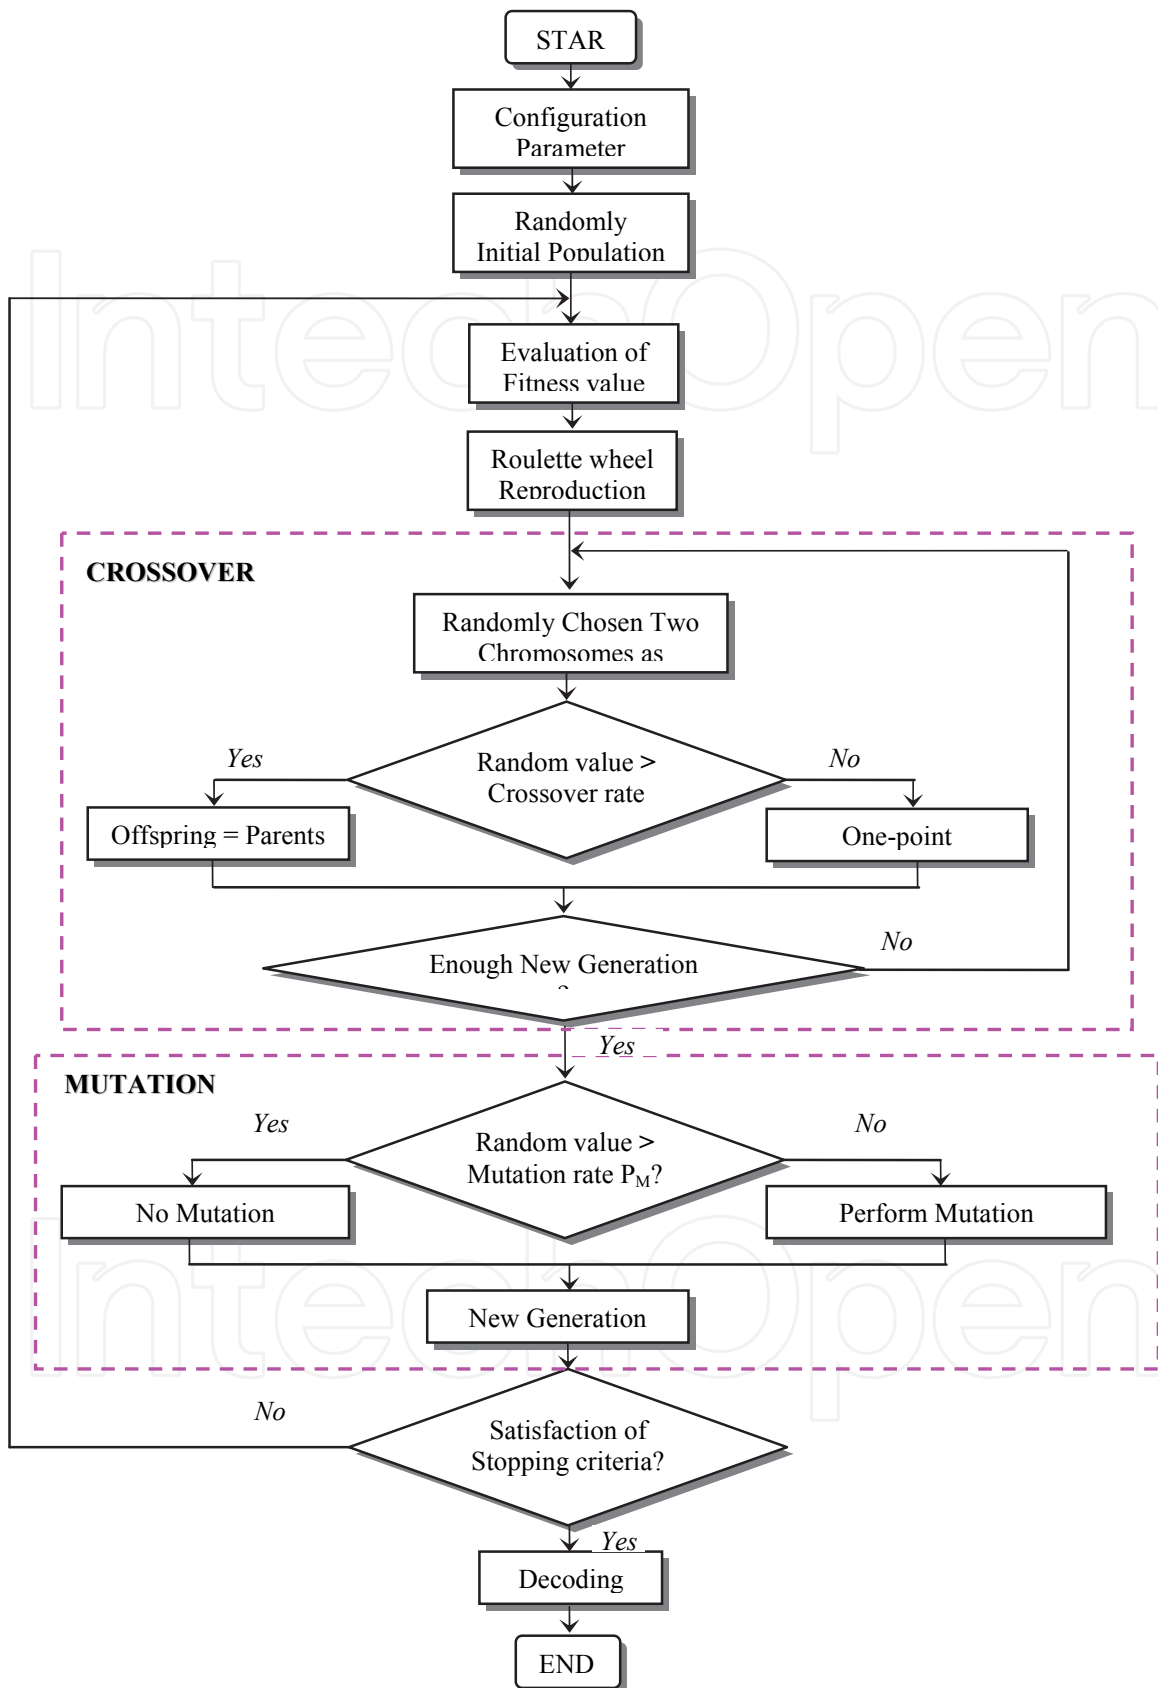 STAR
Configuration
Parameter
Randomly
Initial Population
IntechOpen
Evaluation of
Fitness value
Roulette wheel
Reproduction
CROSSOVER
Randomly Chosen Two
Chromosomes as
Yes
Random value >
Crossover rate
No
Offspring = Parents
One-point
Enough New Generation
No
Yes
MUTATION
Yes
Random value >
Mutation rate PM?
No
No Mutation
Perform Mutation
IntechOpen
New Generation
No
Satisfaction of
Stopping criteria?
Yes
Decoding
END